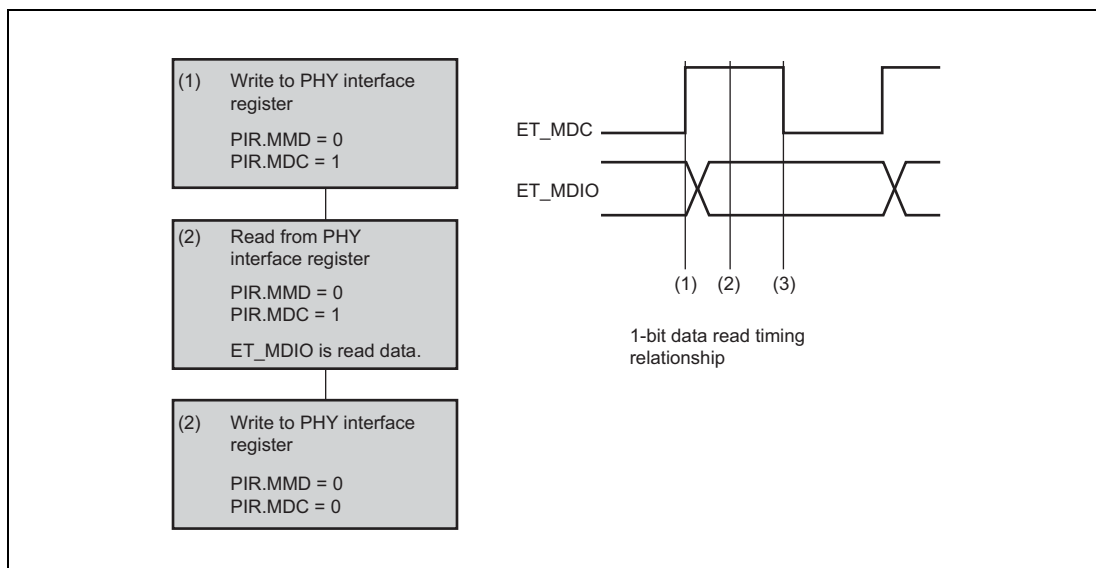 (1) Write to PHY interface
register
PIR.MMD = 0
PIR.MDC = 1
(2) Read from PHY
interface register
PIR.MMD = 0
PIR.MDC = 1
ET_MDIO is read data.
(2) Write to PHY interface
register
PIR.MMD = 0
PIR.MDC = 0
ET_MDC
ET_MDIO
(1) (2) (3)
1-bit data read timing
relationship